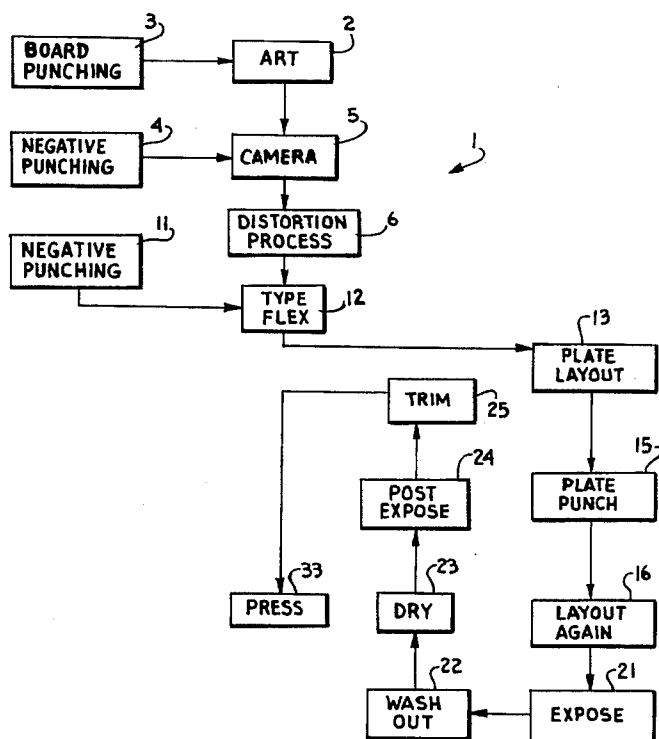 3
BOARD
PUNCHING
2
ART
4
NEGATIVE
PUNCHING
5
CAMERA
1
11
NEGATIVE
PUNCHING
DISTORTION
PROCESS
6
TYPE
FLEX
12
13
PLATE
LAYOUT
TRIM
25
15
PLATE
PUNCH
24
POST
EXPOSE
16
LAYOUT
AGAIN
33
PRESS
23
DRY
22
WASH
OUT
21
EXPOSE